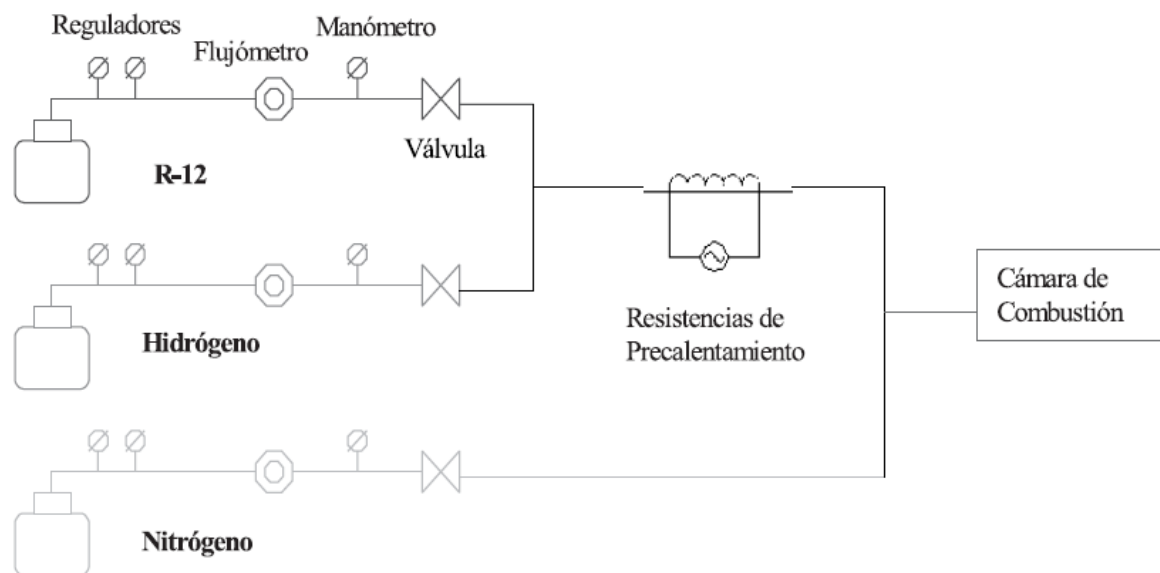 Reguladores
Flujómetro
Manómetro
Válvula
R-12
Hidrógeno
Resistencias de
Precalentamiento
Cámara de
Combustión
Nitrógeno